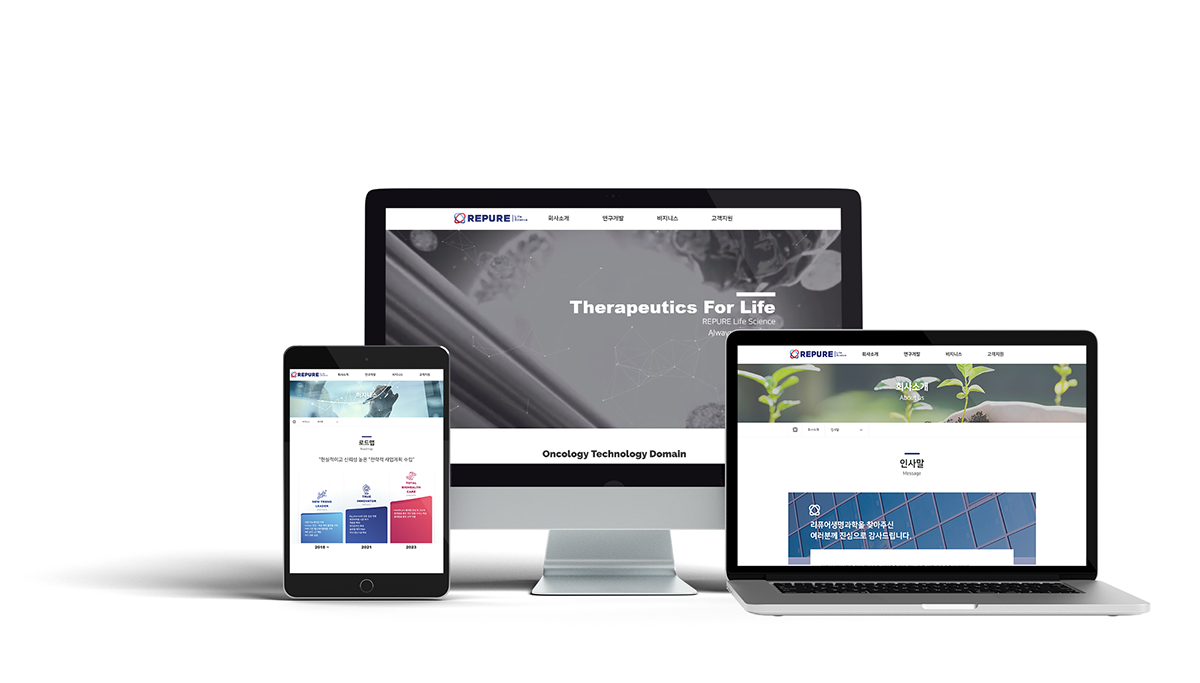 REPURE Life Science 회사소개 연구개발 비지니스 고객지원
Therapeutics For Life
REPURE Life Science
Alway
Oncology Technology Domain
REPURE 회사소개 연구개발 비지니스 고객지원
비지니스
로드맵
Roadmap
"현실적이고 신뢰성 높은 "전략적 사업계획 수립"
NEW TREND
LEADER
TRUE
INNOVATOR
TOTAL
BIOHEALTH
CARE
2018 ~
2021
2023
REPURE Life Science 회사소개 연구개발 비지니스 고객지원
회사소개
About us
회사소개 인사말
인사말
Message
리퓨어생명과학을 찾아주신
여러분께 진심으로 감사드립니다.